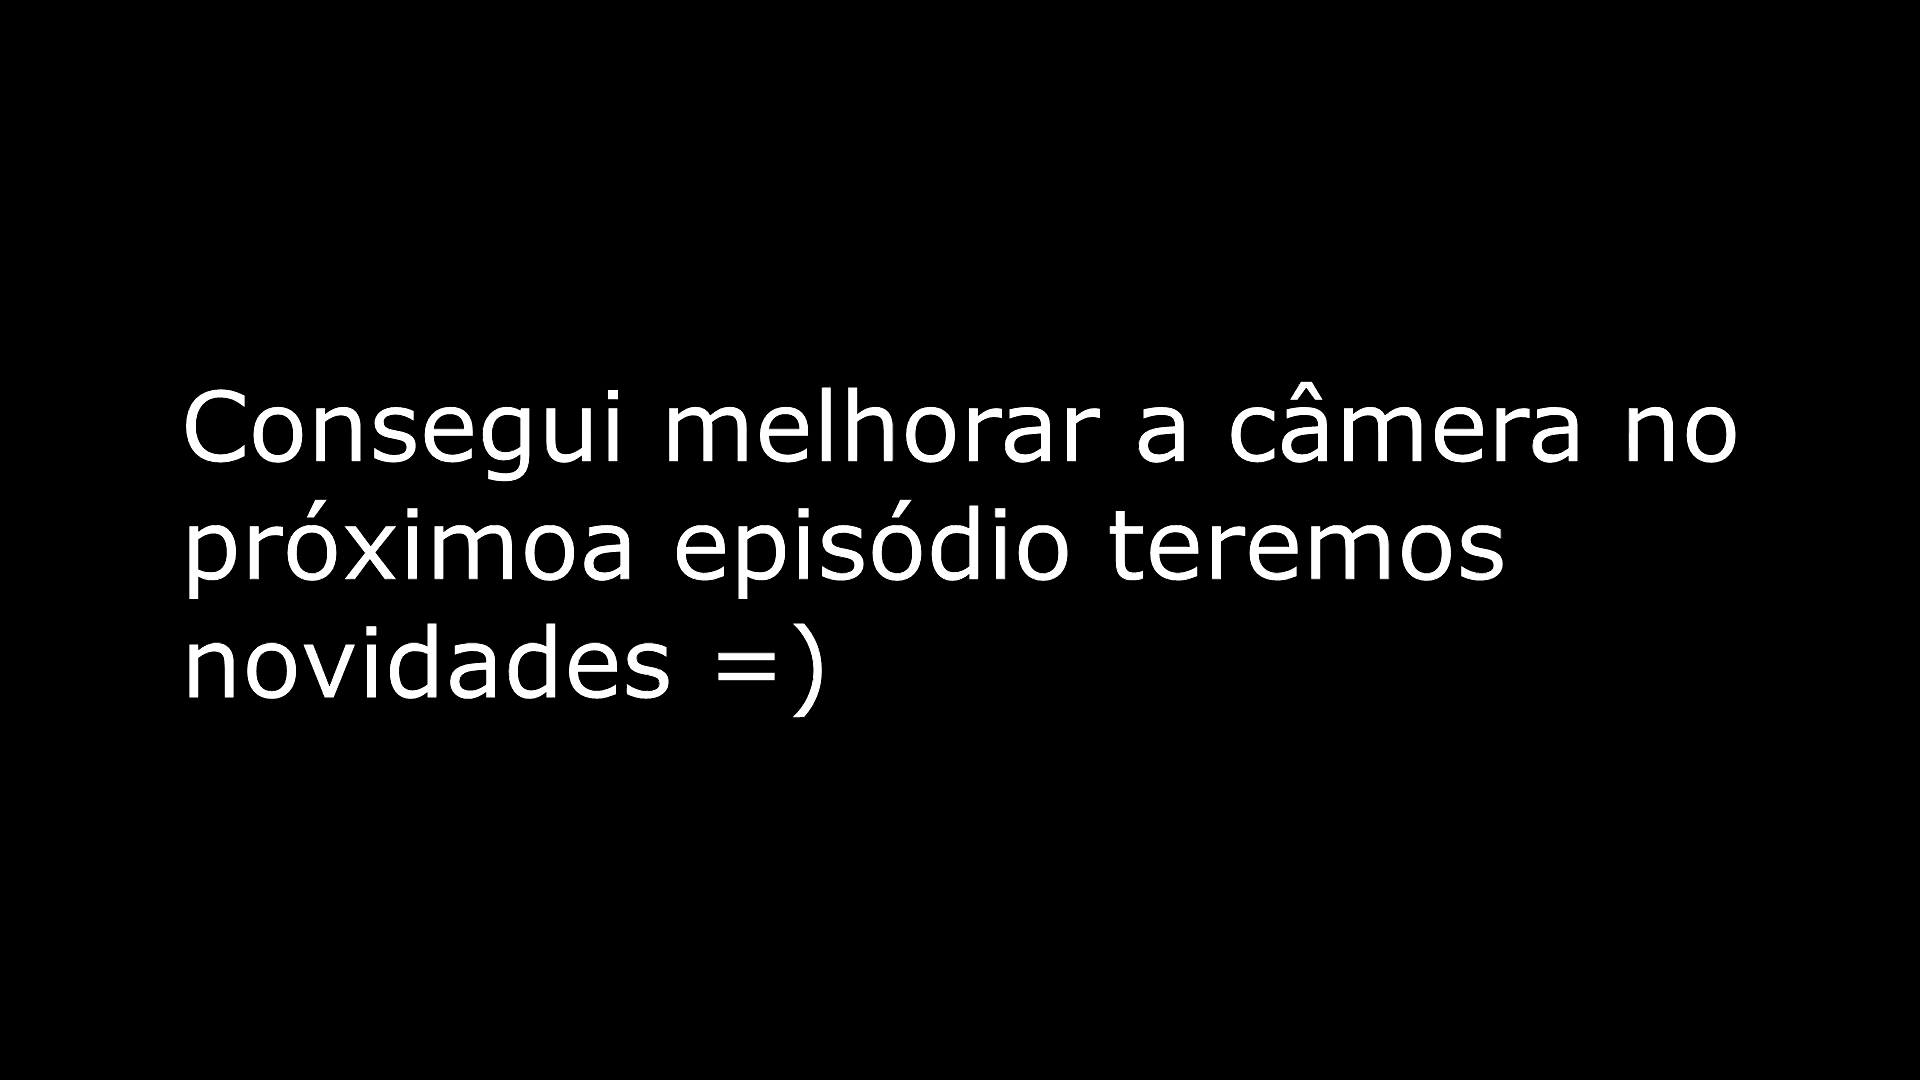 Consegui melhorar a câmera no
próximoa episódio teremos
novidades =)